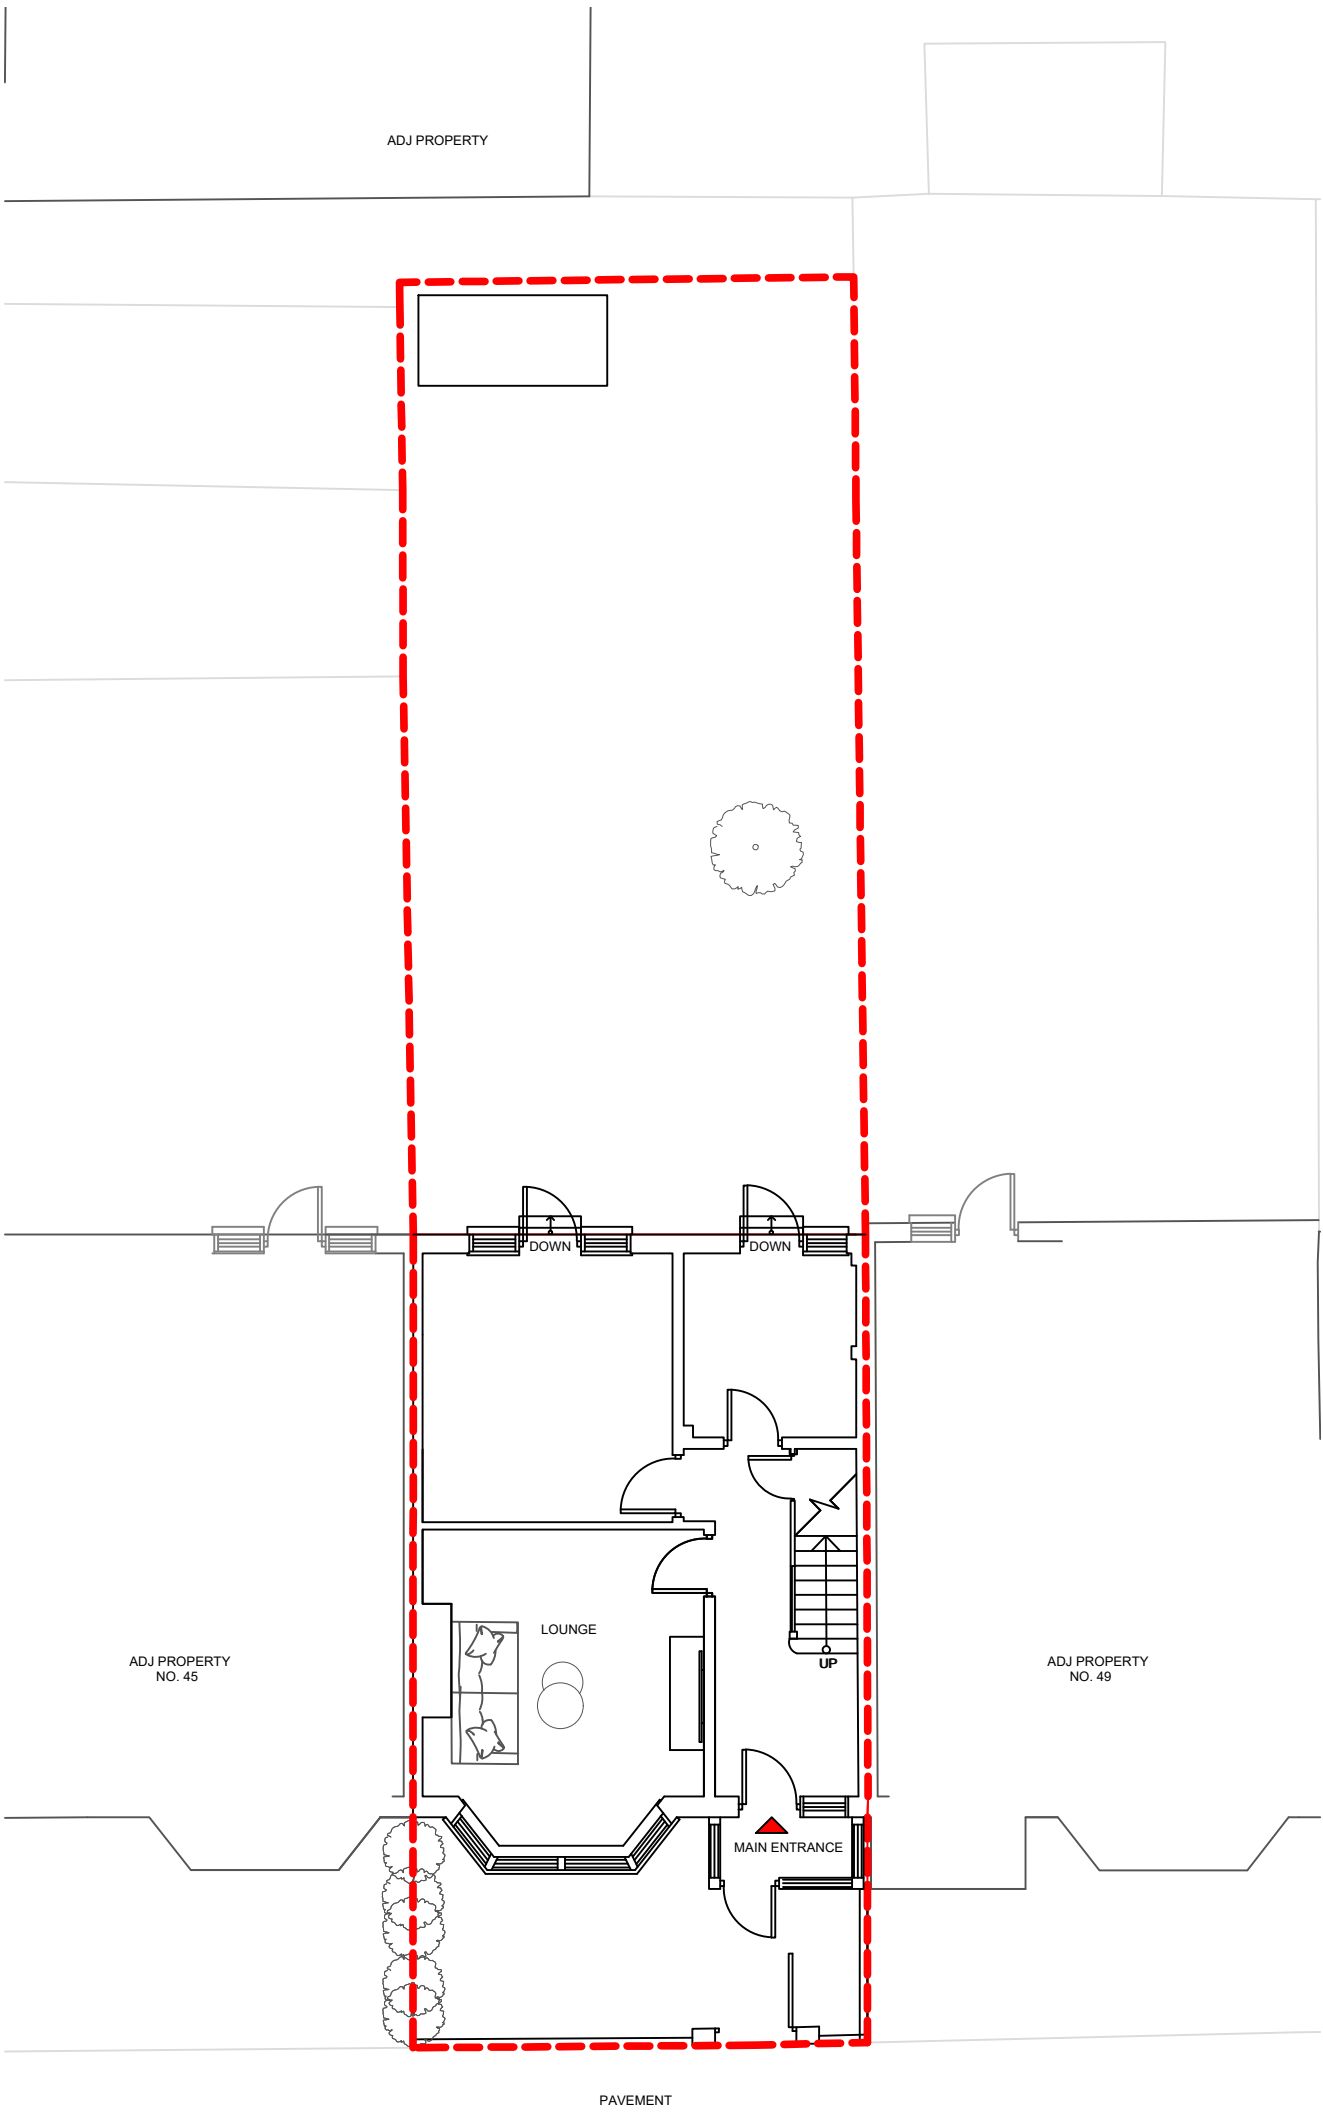 ADJ PROPERTY
DOWN
DOWN
LOUNGE
ADJ PROPERTY
NO. 45
UP
ADJ PROPERTY
NO. 49
MAIN ENTRANCE
PAVEMENT